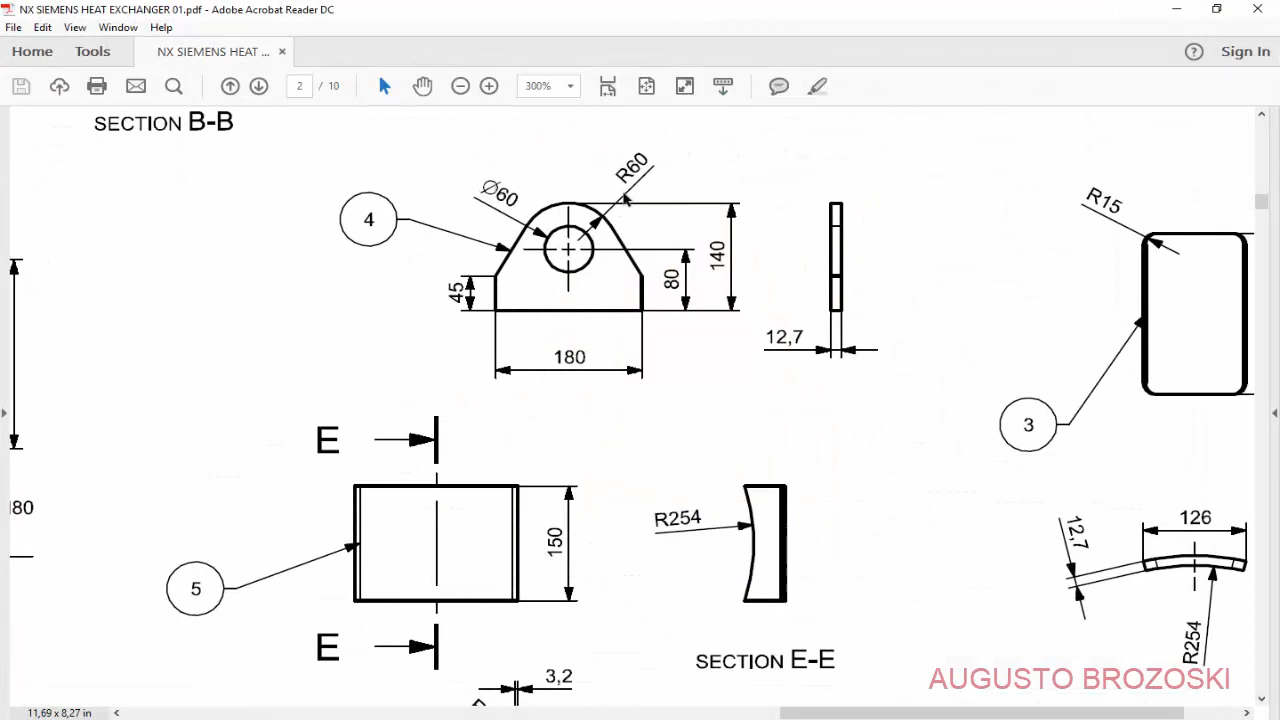 NX SIEMENS HEAT EXCHANGER 01.pdf - Adobe Acrobat Reader DC
File Edit View Window Help
Home Tools NX SIEMENS HEAT ... × Sign In
2 / 10 300%
SECTION B-B
R60
Ø60
4
140
80
45
180
12,7
R15
3
E
150
5
E
R254
SECTION E-E
126
12,7
R254
3,2
AUGUSTO BROZOSKI
11,69 x 8,27 in